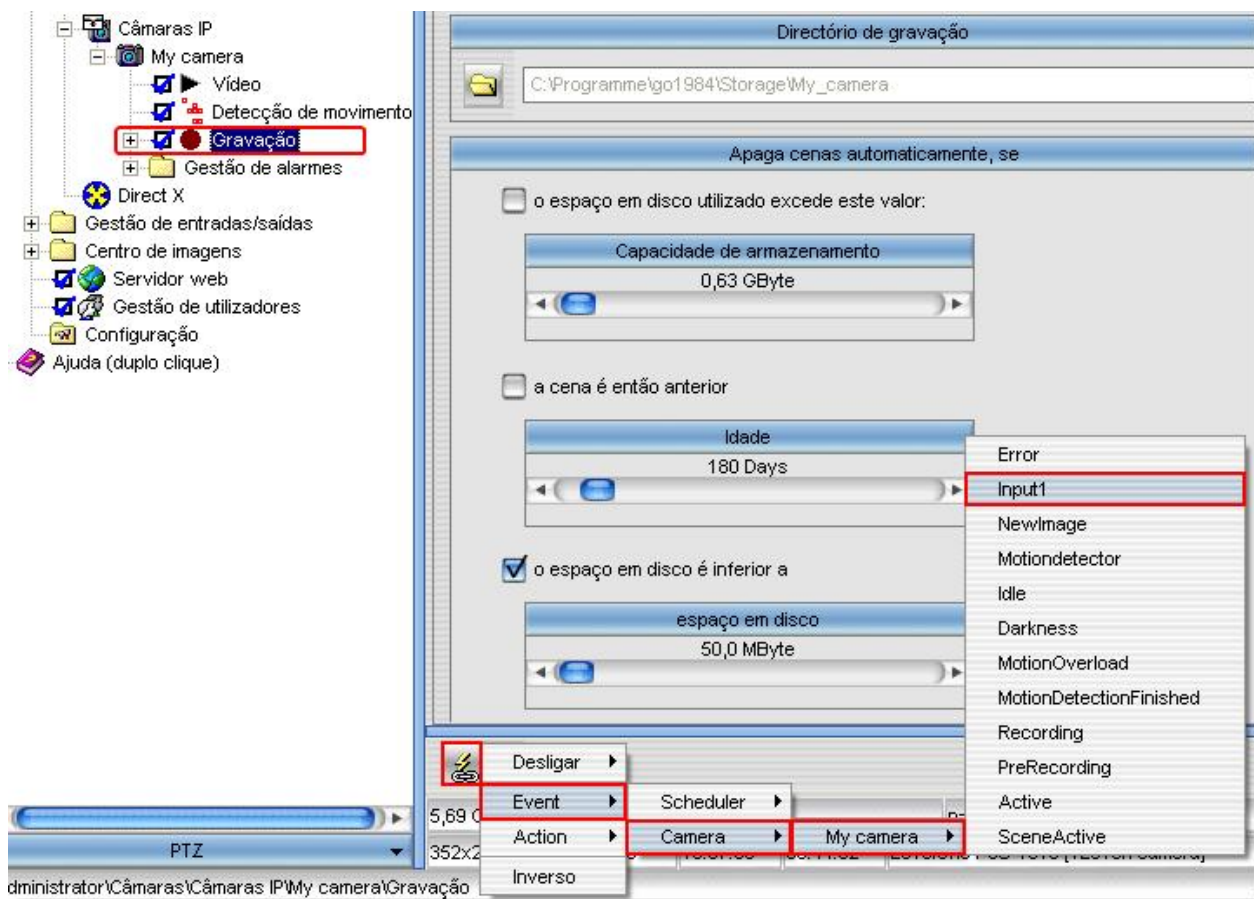 Câmaras IP
My camera
Vídeo
Detecção de movimento
Gravação
Gestão de alarmes
Direct X
Gestão de entradas/saídas
Centro de imagens
Servidor web
Gestão de utilizadores
Configuração
Ajuda (duplo clique)
PTZ
dministrator\Câmaras\Câmaras IP\My camera\Gravação
Directório de gravação
C:\Programme\go1984\Storage\My_camera
Apaga cenas automaticamente, se
o espaço em disco utilizado excede este valor:
Capacidade de armazenamento
0,63 GByte
a cena é então anterior
Idade
180 Days
o espaço em disco é inferior a
espaço em disco
50,0 MByte
5,69
352x2
Desligar
Event
Action
Inverso
Scheduler
Camera
My camera
Error
Input1
NewImage
Motiondetector
Idle
Darkness
MotionOverload
MotionDetectionFinished
Recording
PreRecording
Active
SceneActive